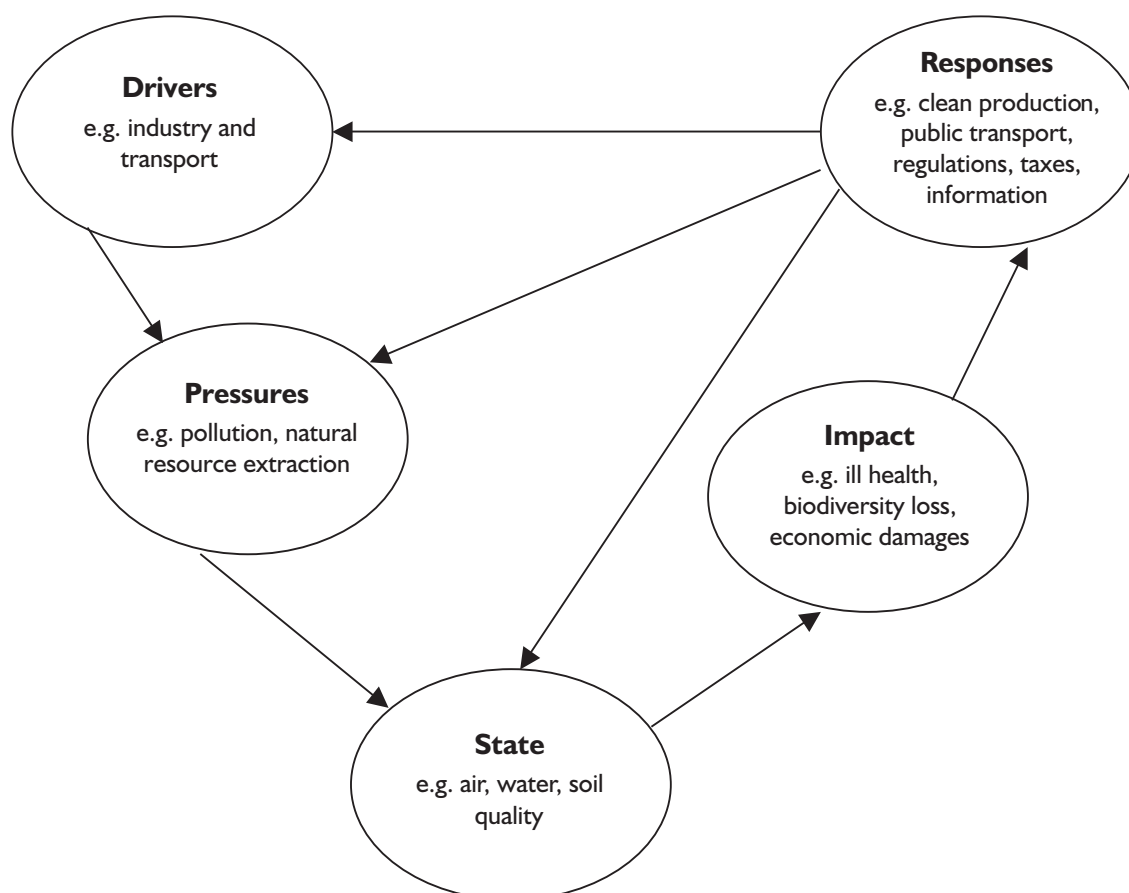 Drivers
e.g. industry and
transport
Responses
e.g. clean production,
public transport,
regulations, taxes,
information
Pressures
e.g. pollution, natural
resource extraction
Impact
e.g. ill health,
biodiversity loss,
economic damages
State
e.g. air, water, soil
quality